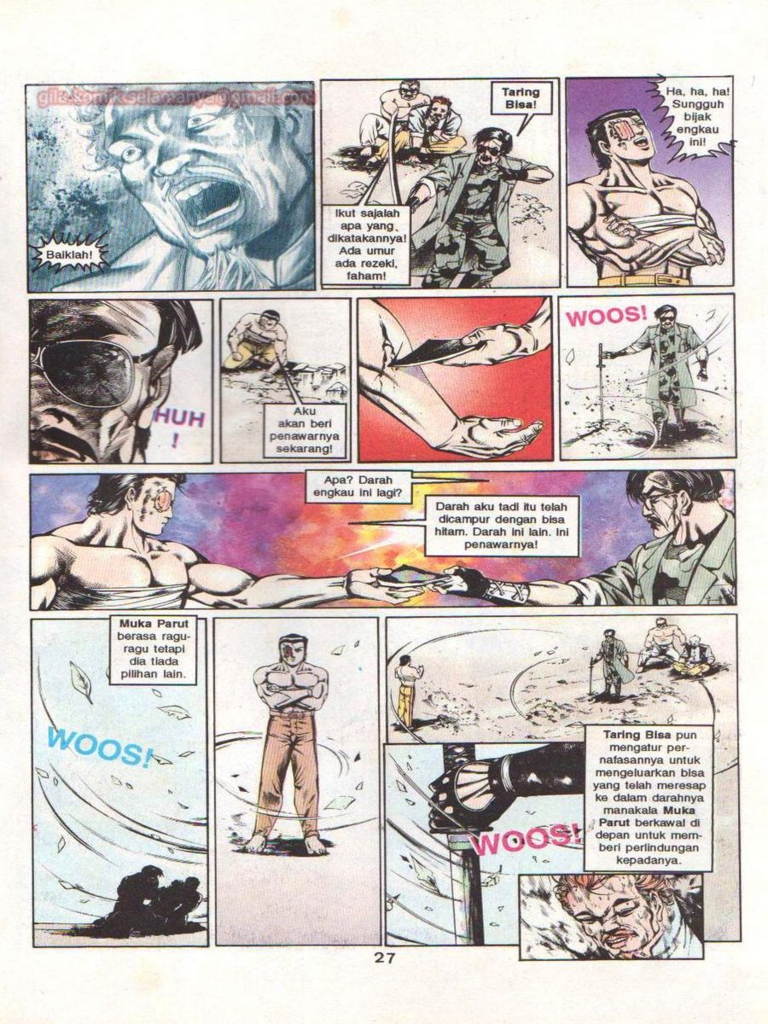 gila-komikselamanya@gmail.com
Baiklah!
Taring
Bisa!
Ikut sajalah
apa yang
dikatakannya!
Ada umur
ada rezeki,
faham!
Ha, ha, ha!
Sungguh
bijak
engkau
ini!
HUH
!
Aku
akan beri
penawarnya
sekarang!
WOOS!
Apa? Darah
engkau ini lagi?
Darah aku tadi itu telah
dicampur dengan bisa
hitam. Darah ini lain. Ini
penawarnya!
Muka Parut
berasa ragu-
ragu tetapi
dia tiada
pilihan lain.
WOOS!
Taring Bisa pun
mengatur per-
nafasannya untuk
mengeluarkan bisa
yang telah meresap
ke dalam darahnya
manakala Muka
Parut berkawal di
depan untuk mem-
beri perlindungan
kepadanya.
WOOS!
27